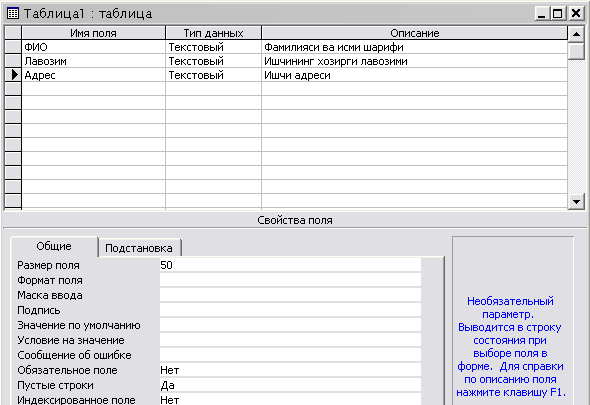 Таблица1 : таблица
Имя поля Тип данных Описание
ФИО Текстовый Фамилияси ва исми шарифи
Лавозим Текстовый Ишчининг хозирги лавозими
Адрес Текстовый Ишчи адреси
Свойства поля
Общие Подстановка
Размер поля 50
Формат поля
Маска ввода
Подпись
Значение по умолчанию
Условие на значение
Сообщение об ошибке
Обязательное поле Нет
Пустые строки Да
Индексированное поле Нет
Необязательный
параметр.
Выводится в строку
состояния при
выборе поля в
форме. Для справки
по описанию поля
нажмите клавишу F1.